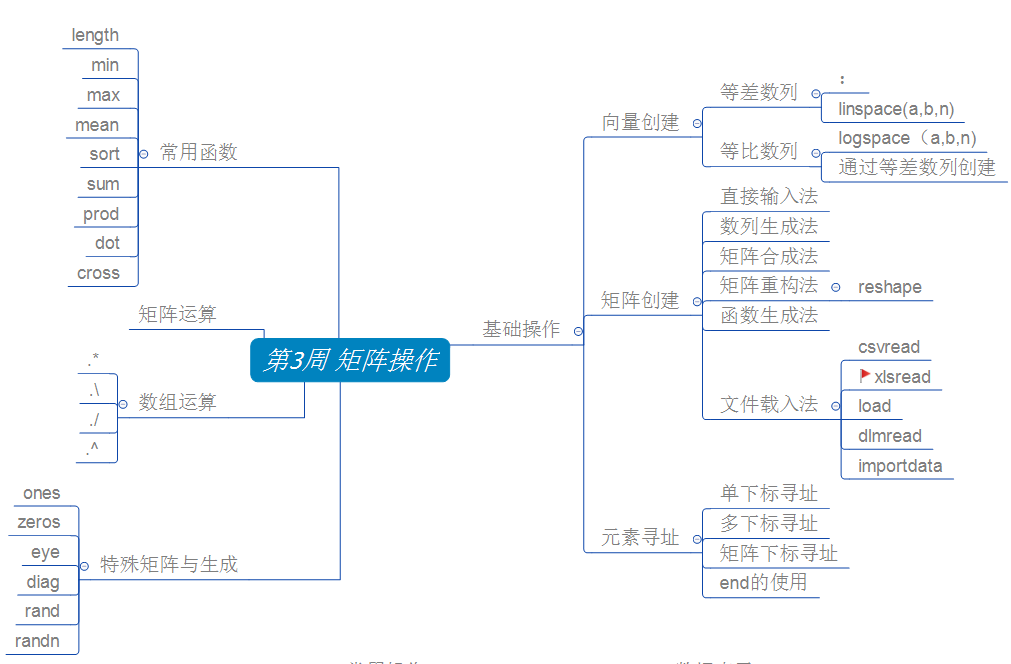 第3周 矩阵操作
常用函数
length
min
max
mean
sort
sum
prod
dot
cross
矩阵运算
数组运算
.*
.\
./
.^
特殊矩阵与生成
ones
zeros
eye
diag
rand
randn
基础操作
向量创建
等差数列
:
linspace(a,b,n)
等比数列
logspace（a,b,n)
通过等差数列创建
矩阵创建
直接输入法
数列生成法
矩阵合成法
矩阵重构法
reshape
函数生成法
文件载入法
csvread
xlsread
load
dlmread
importdata
元素寻址
单下标寻址
多下标寻址
矩阵下标寻址
end的使用